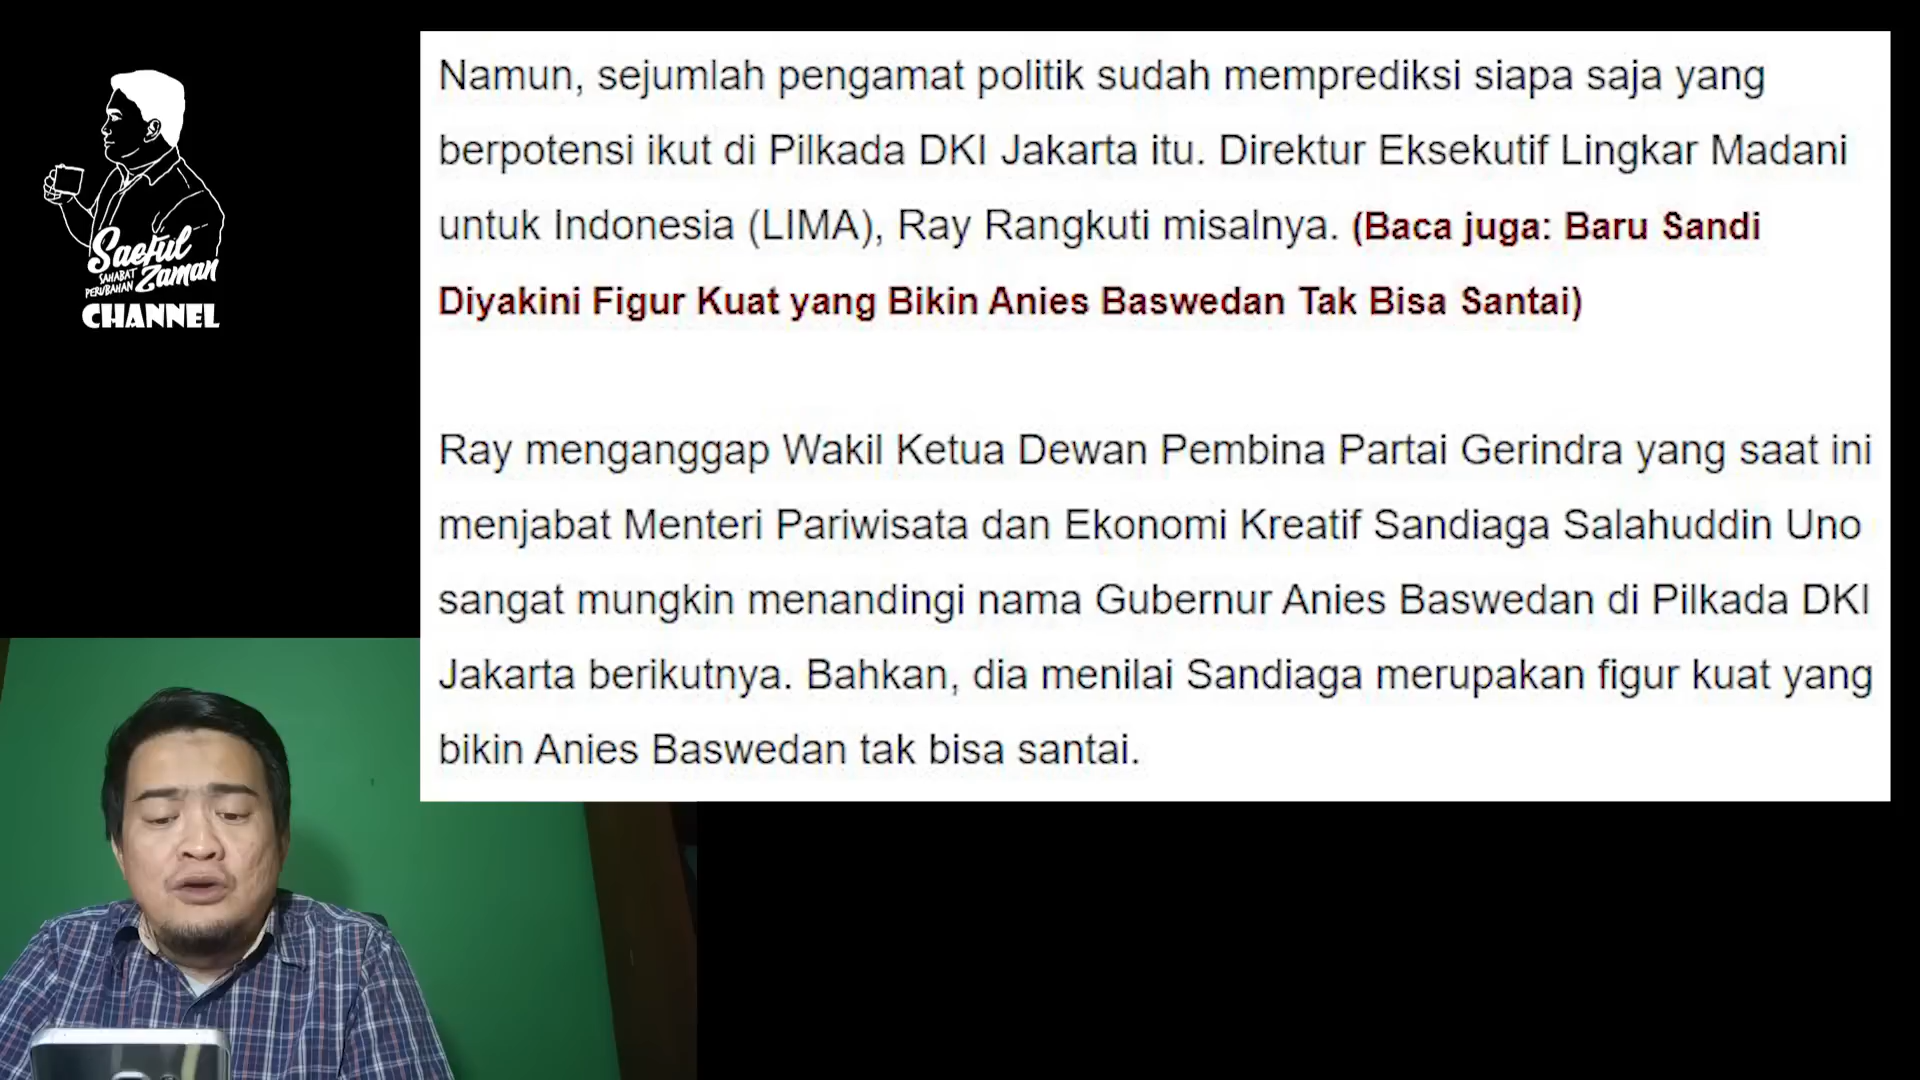 Saeful
SAHABAT
PERUBAHAN
Zaman
CHANNEL
Namun, sejumlah pengamat politik sudah memprediksi siapa saja yang
berpotensi ikut di Pilkada DKI Jakarta itu. Direktur Eksekutif Lingkar Madani
untuk Indonesia (LIMA), Ray Rangkuti misalnya. (Baca juga: Baru Sandi
Diyakini Figur Kuat yang Bikin Anies Baswedan Tak Bisa Santai)
Ray menganggap Wakil Ketua Dewan Pembina Partai Gerindra yang saat ini
menjabat Menteri Pariwisata dan Ekonomi Kreatif Sandiaga Salahuddin Uno
sangat mungkin menandingi nama Gubernur Anies Baswedan di Pilkada DKI
Jakarta berikutnya. Bahkan, dia menilai Sandiaga merupakan figur kuat yang
bikin Anies Baswedan tak bisa santai.